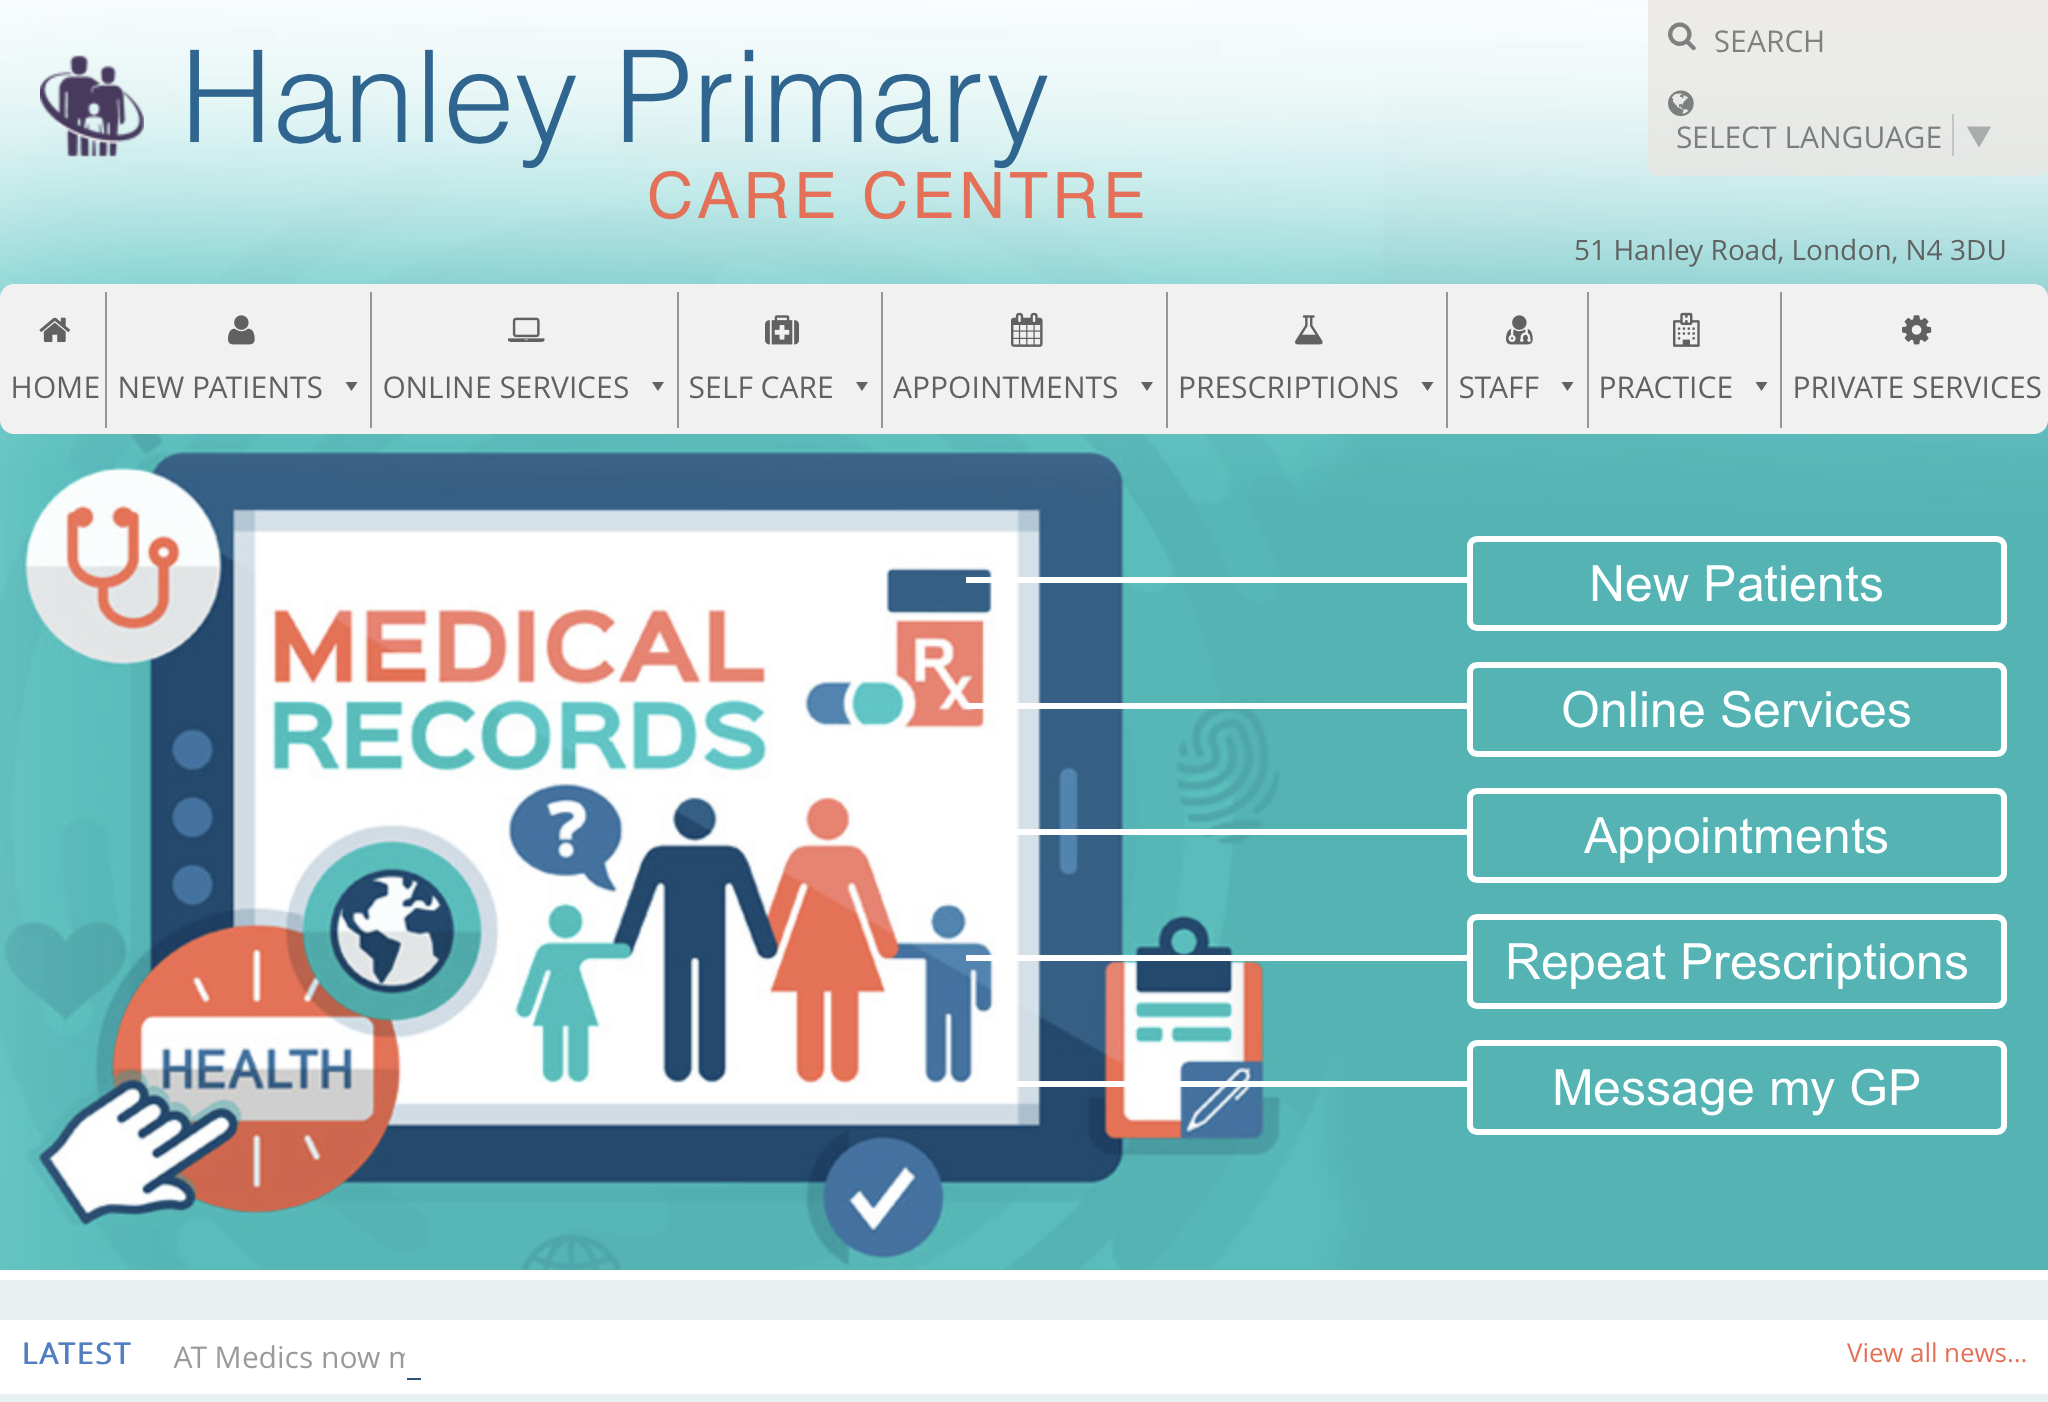 Hanley Primary
CARE CENTRE
SEARCH
SELECT LANGUAGE
51 Hanley Road, London, N4 3DU
HOME
NEW PATIENTS
ONLINE SERVICES
SELF CARE
APPOINTMENTS
PRESCRIPTIONS
STAFF
PRACTICE
PRIVATE SERVICES
MEDICAL
RECORDS
Rx
?
HEALTH
New Patients
Online Services
Appointments
Repeat Prescriptions
Message my GP
LATEST
AT Medics now
View all news...